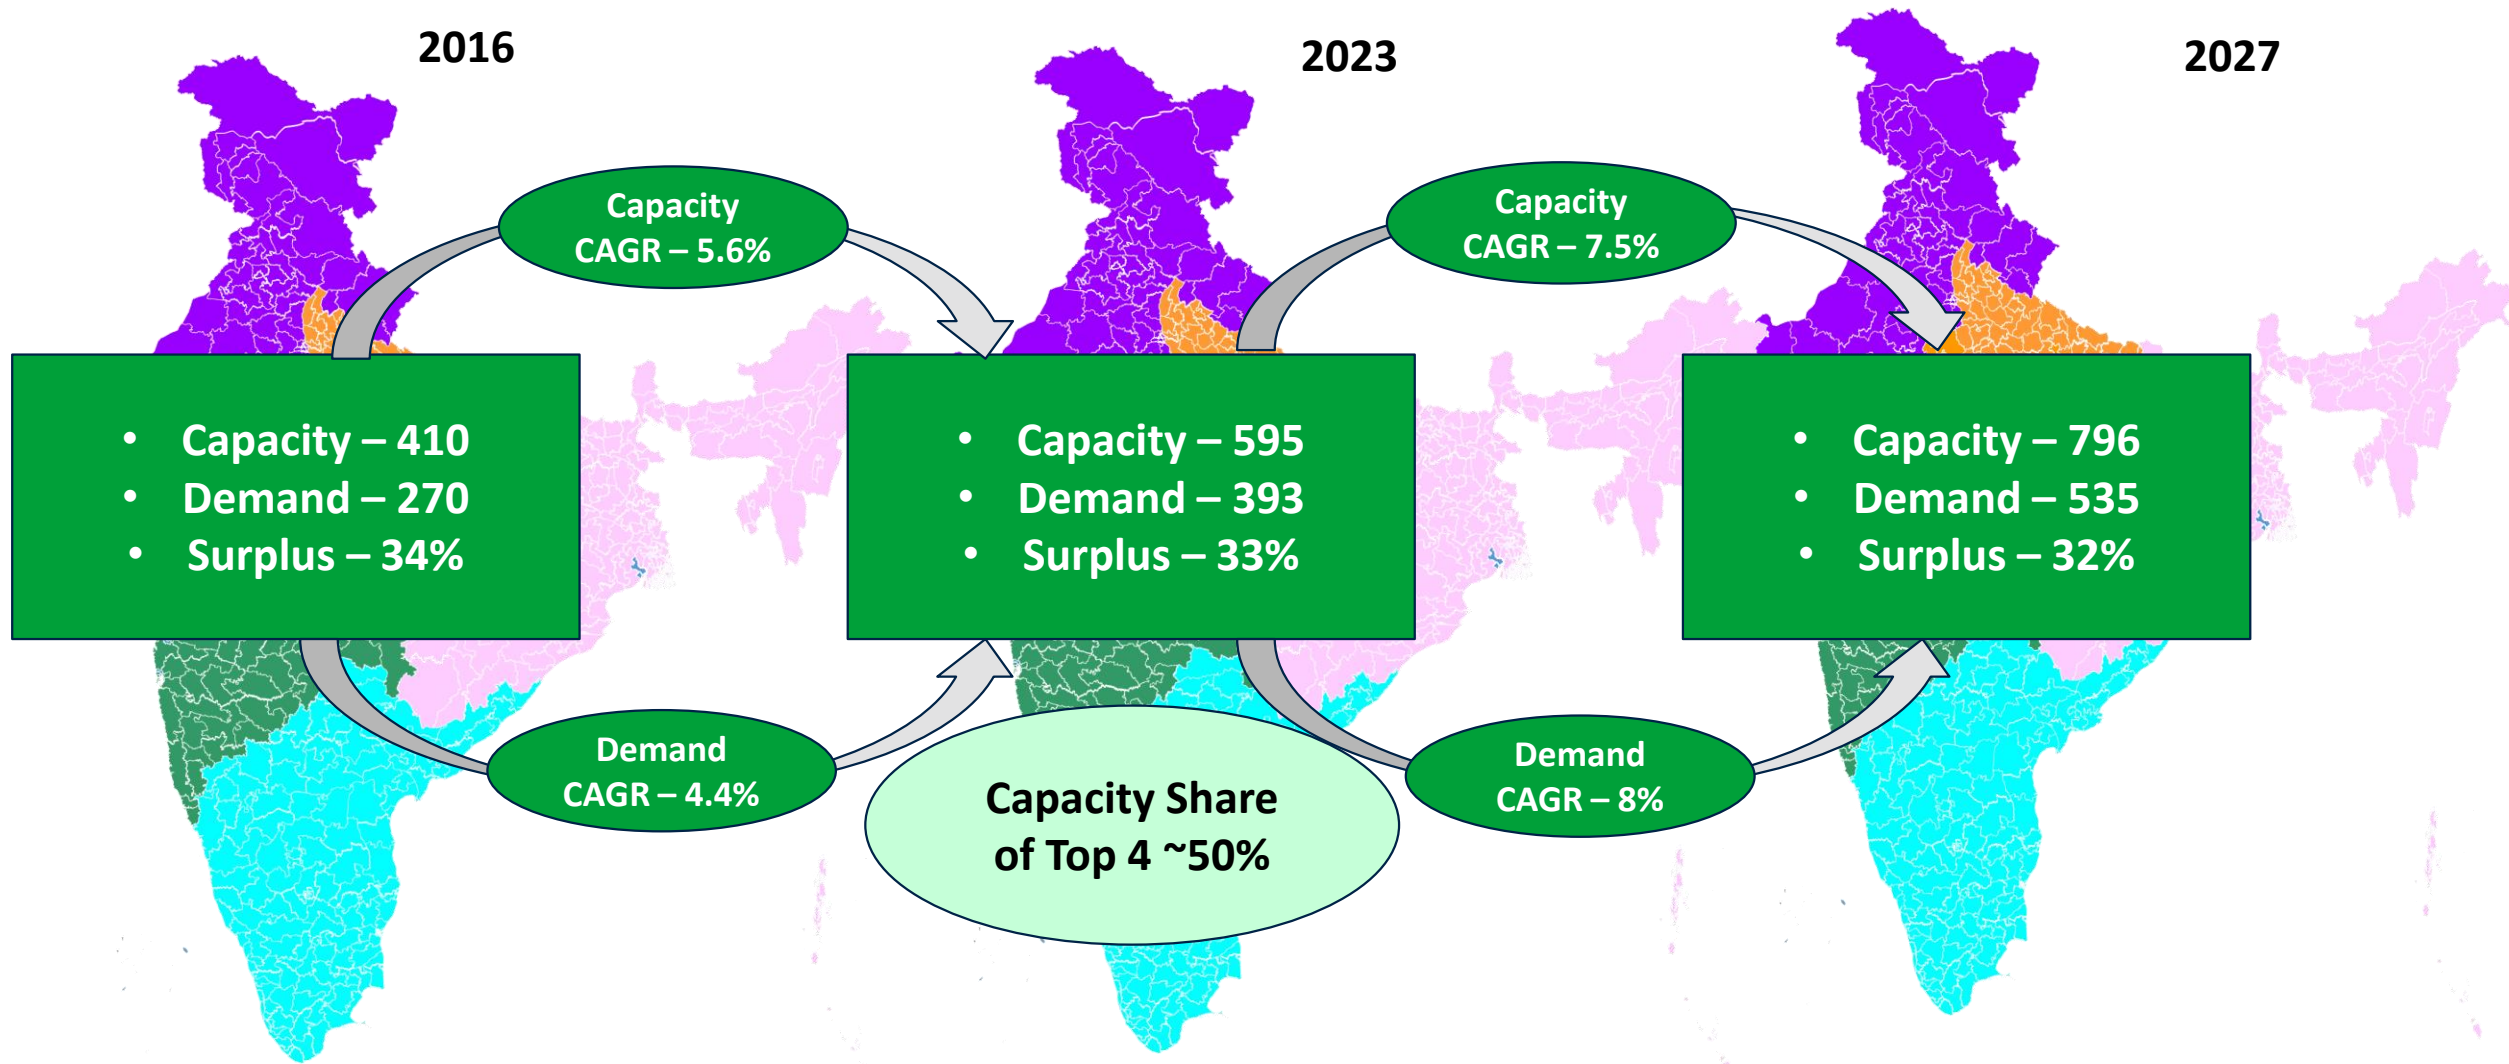 2016
2023
2027
Capacity
CAGR – 5.6%
Capacity
CAGR – 7.5%
• Capacity – 410
• Demand – 270
• Surplus – 34%
• Capacity – 595
• Demand – 393
• Surplus – 33%
• Capacity – 796
• Demand – 535
• Surplus – 32%
Demand
CAGR – 4.4%
Capacity Share
of Top 4 ~50%
Demand
CAGR – 8%